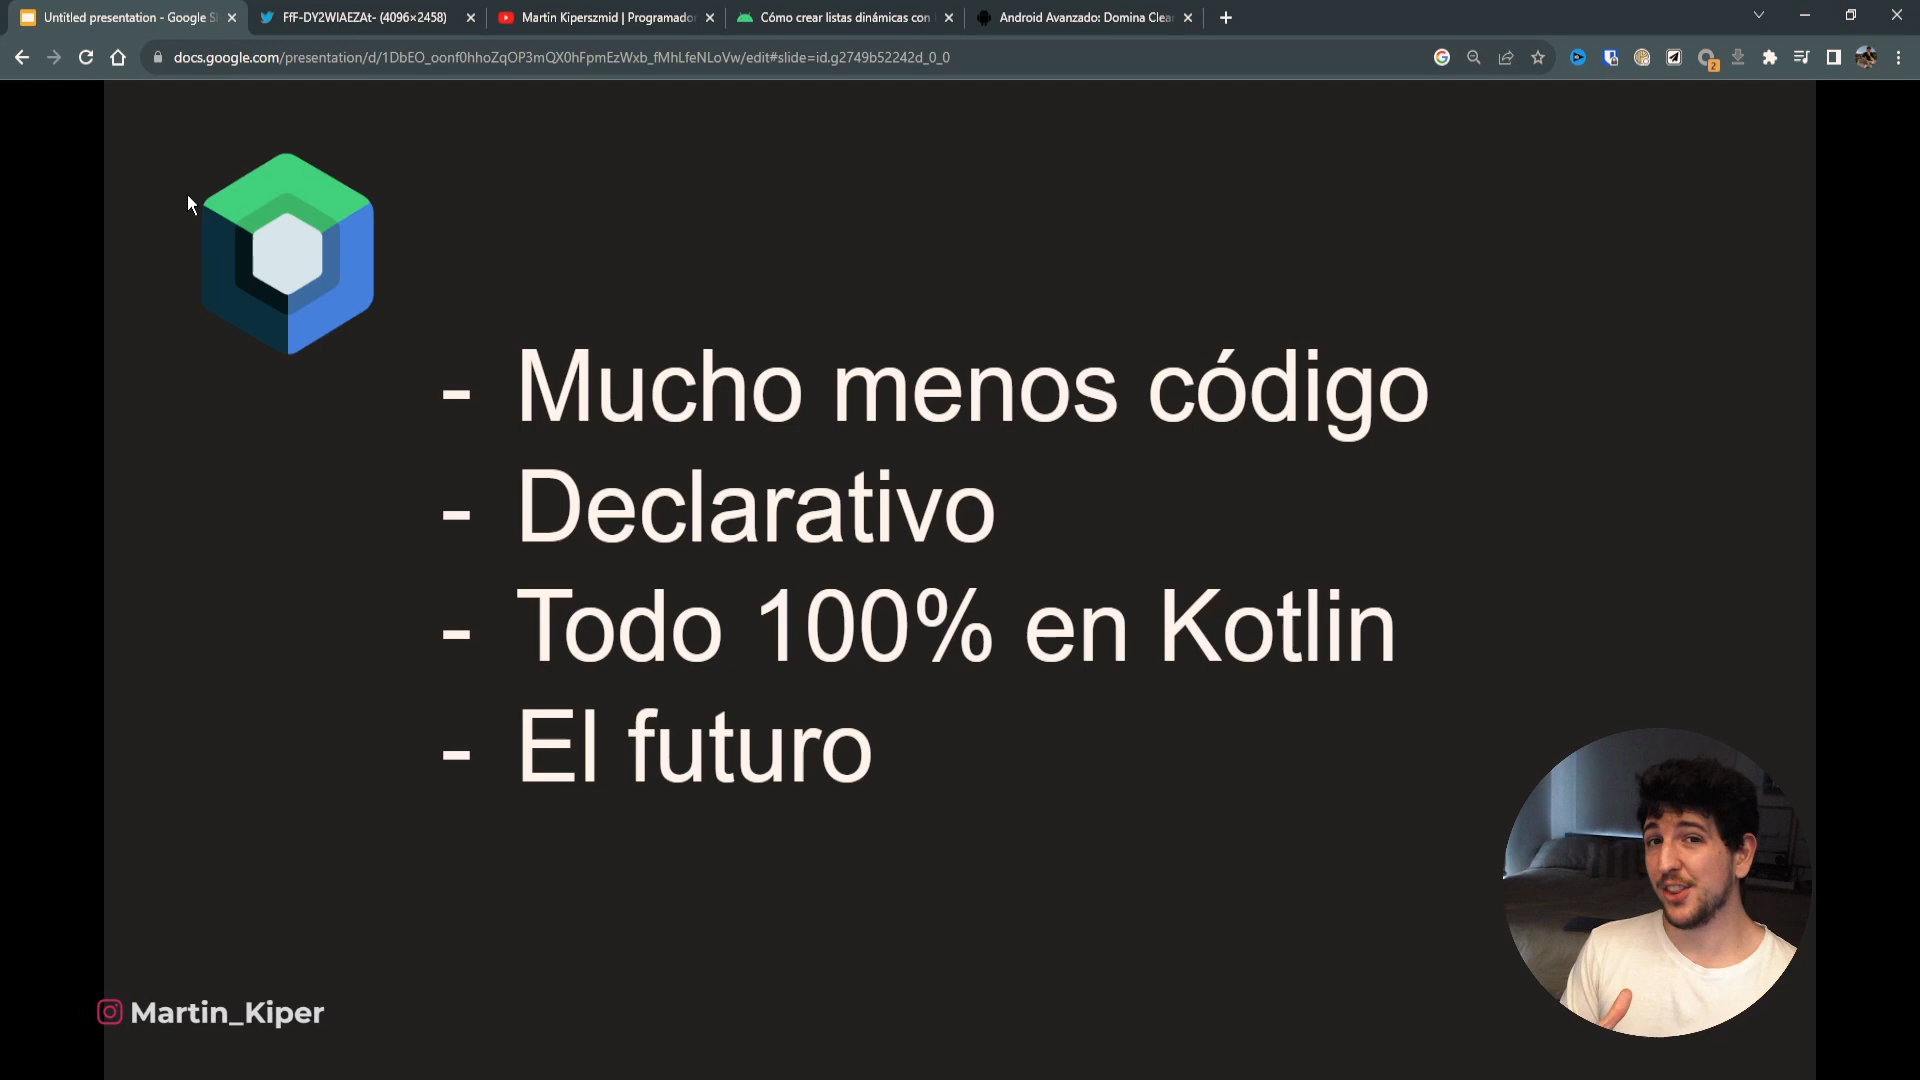 Untitled presentation - Google Sl
FfF-DY2WIAEZAt- (4096×2458)
Martin Kiperszmid | Programador
Cómo crear listas dinámicas con
Android Avanzado: Domina Clea
docs.google.com/presentation/d/1DbEO_oonf0hhoZqOP3mQX0hFpmEzWxb_fMhLfeNLoVw/edit#slide=id.g2749b52242d_0_0
2
- Mucho menos código
- Declarativo
- Todo 100% en Kotlin
- El futuro
Martin_Kiper